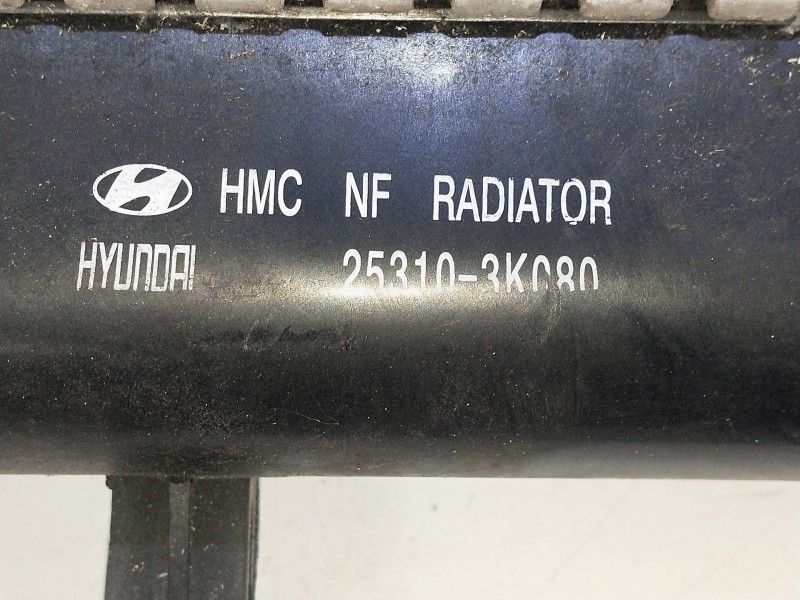 HMC NF RADIATOR
HYUNDAI 25310-3K080